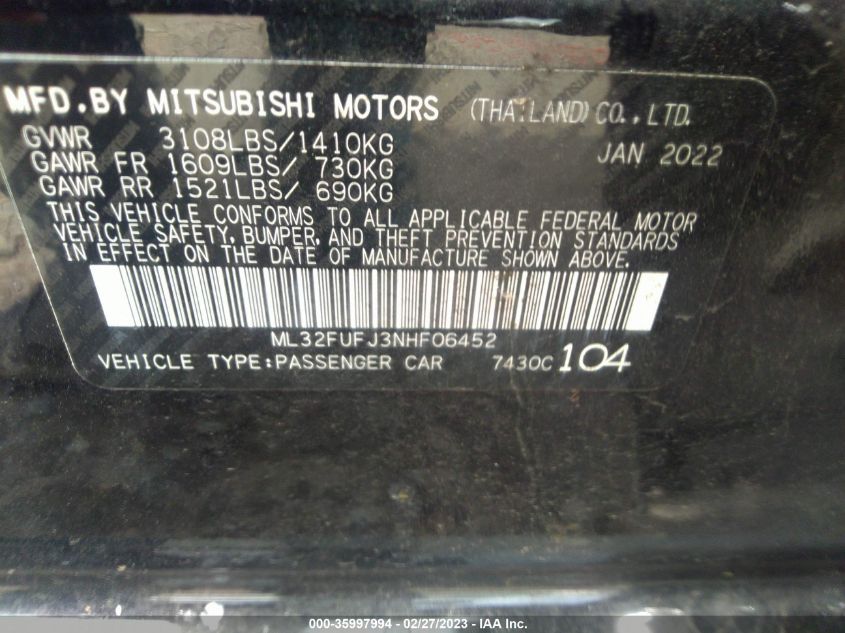 MFD.BY MITSUBISHI MOTORS (THAILAND) CO., LTD.
GVWR 3108LBS/1410KG JAN 2022
GAWR FR 1609LBS/ 730KG
GAWR RR 1521LBS/ 690KG
THIS VEHICLE CONFORMS TO ALL APPLICABLE FEDERAL MOTOR
VEHICLE SAFETY, BUMPER, AND THEFT PREVENTION STANDARDS
IN EFFECT ON THE DATE OF MANUFACTURE SHOWN ABOVE.
ML32FUFJ3NHF06452
VEHICLE TYPE:PASSENGER CAR 7430C 104
000-35997994 - 02/27/2023 - IAA Inc.